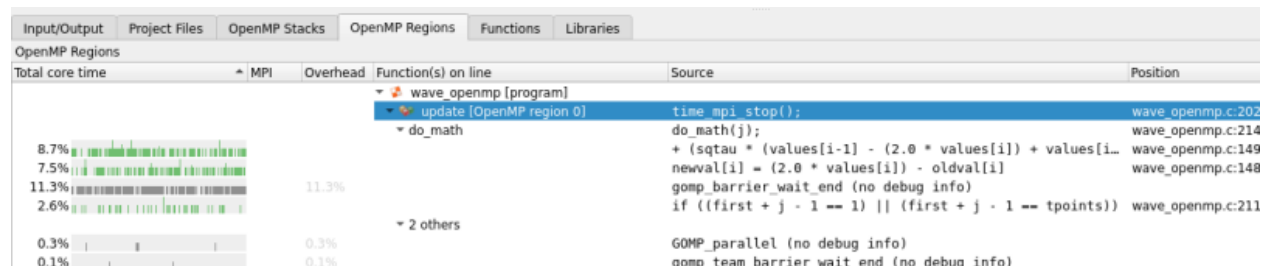 Input/Output Project Files OpenMP Stacks OpenMP Regions Functions Libraries
OpenMP Regions
Total core time MPI Overhead Function(s) on line Source Position
wave_openmp [program]
update [OpenMP region 0] time_mpi_stop(); wave_openmp.c:202
do_math do_math(j); wave_openmp.c:214
8.7% + (sqtau * (values[i-1] - (2.0 * values[i]) + values[i… wave_openmp.c:149
7.5% newval[i] = (2.0 * values[i]) - oldval[i] wave_openmp.c:148
11.3% 11.3% gomp_barrier_wait_end (no debug info)
2.6% if ((first + j - 1 == 1) || (first + j - 1 == tpoints)) wave_openmp.c:211
2 others
0.3% 0.3% GOMP_parallel (no debug info)
0.1% 0.1% gomp_team_barrier_wait_end (no debug info)